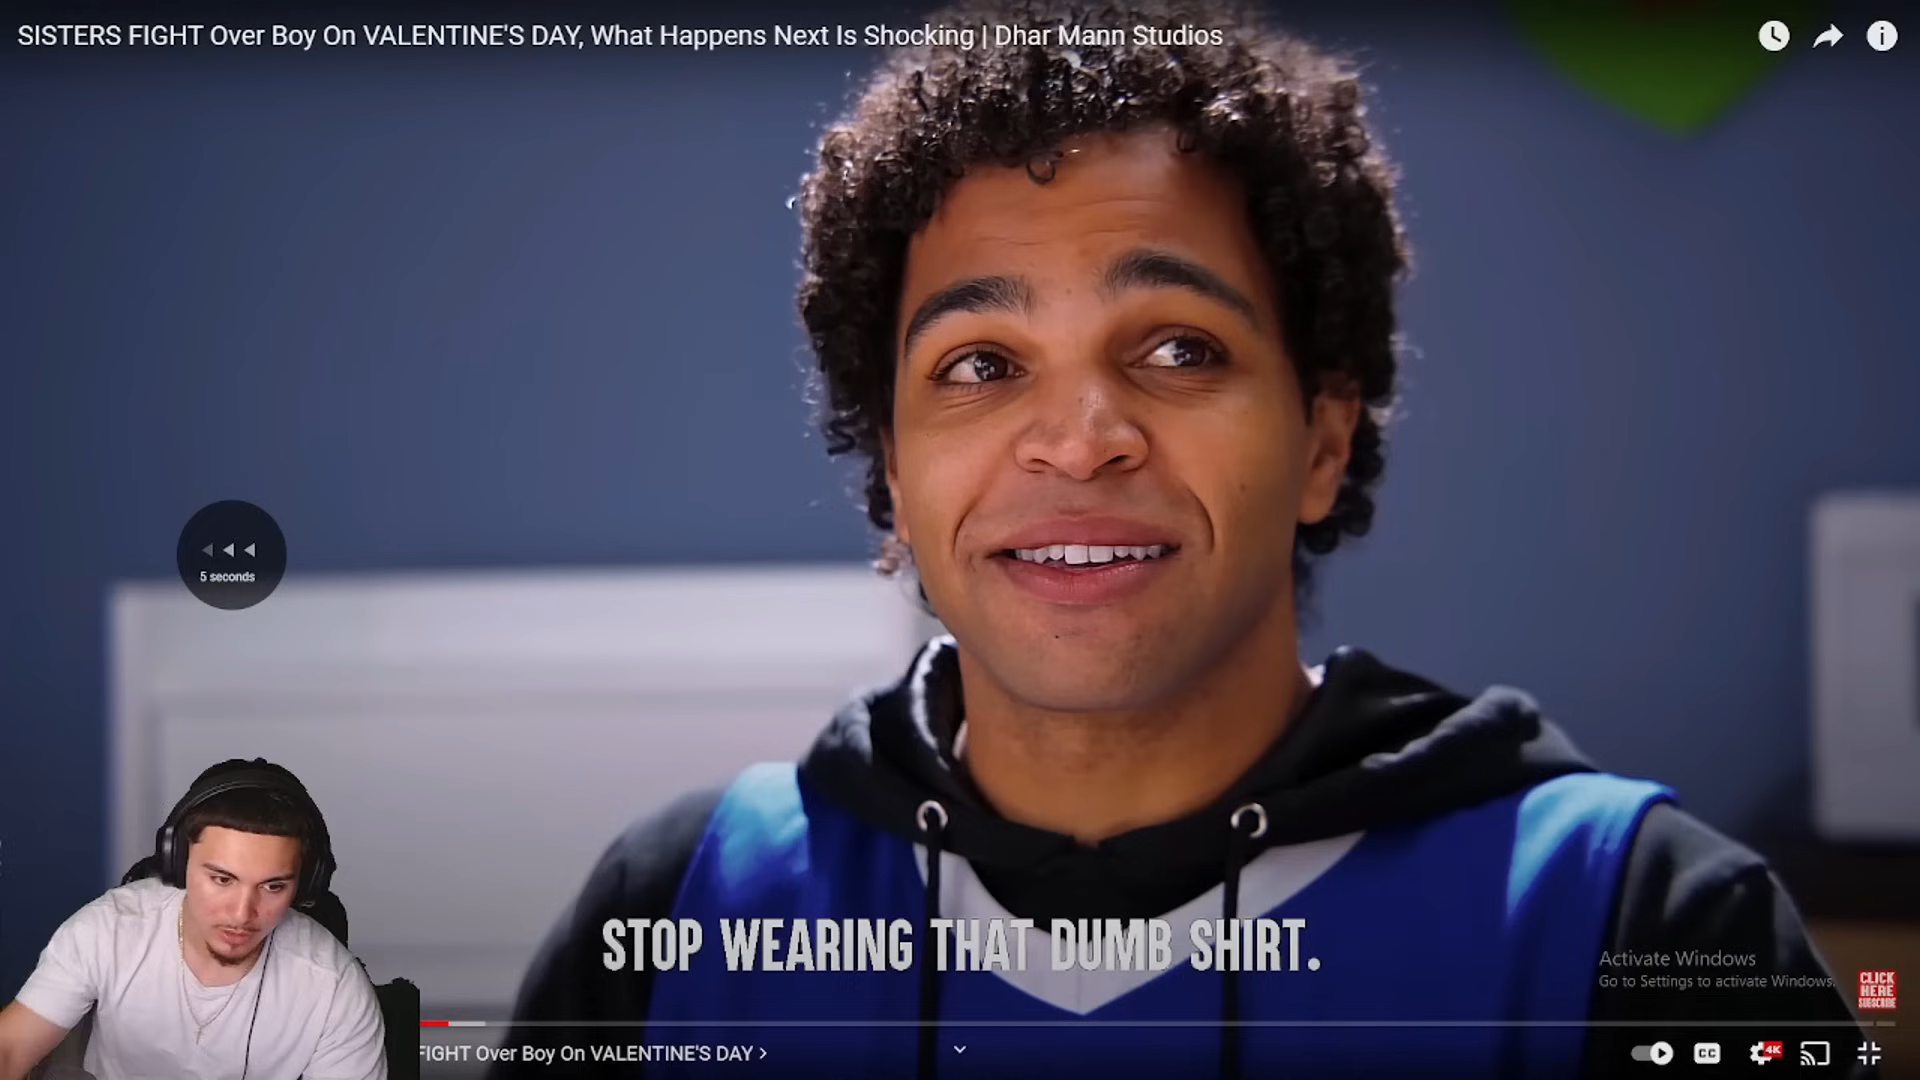 SISTERS FIGHT Over Boy On VALENTINE'S DAY, What Happens Next Is Shocking | Dhar Mann Studios
5 seconds
STOP WEARING THAT DUMB SHIRT.
Activate Windows
Go to Settings to activate Windows.
CLICK
HERE
SUBSCRIBE
FIGHT Over Boy On VALENTINE'S DAY
CC
4K